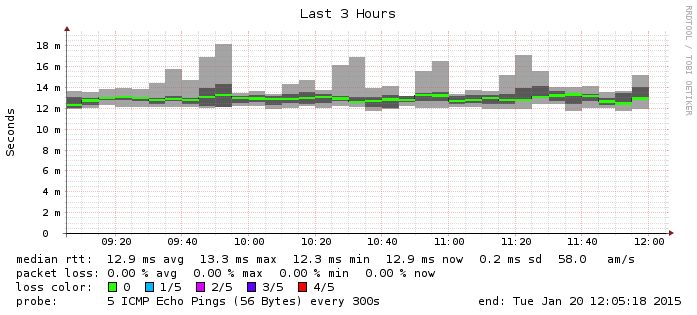 Last 3 Hours
RRDTOOL / TOBI OETIKER
Seconds
18 m
16 m
14 m
12 m
10 m
8 m
6 m
4 m
2 m
0
09:20 09:40 10:00 10:20 10:40 11:00 11:20 11:40 12:00
median rtt: 12.9 ms avg 13.3 ms max 12.3 ms min 12.9 ms now 0.2 ms sd 58.0 am/s
packet loss: 0.00 % avg 0.00 % max 0.00 % min 0.00 % now
loss color: 0 1/5 2/5 3/5 4/5
probe: 5 ICMP Echo Pings (56 Bytes) every 300s end: Tue Jan 20 12:05:18 2015